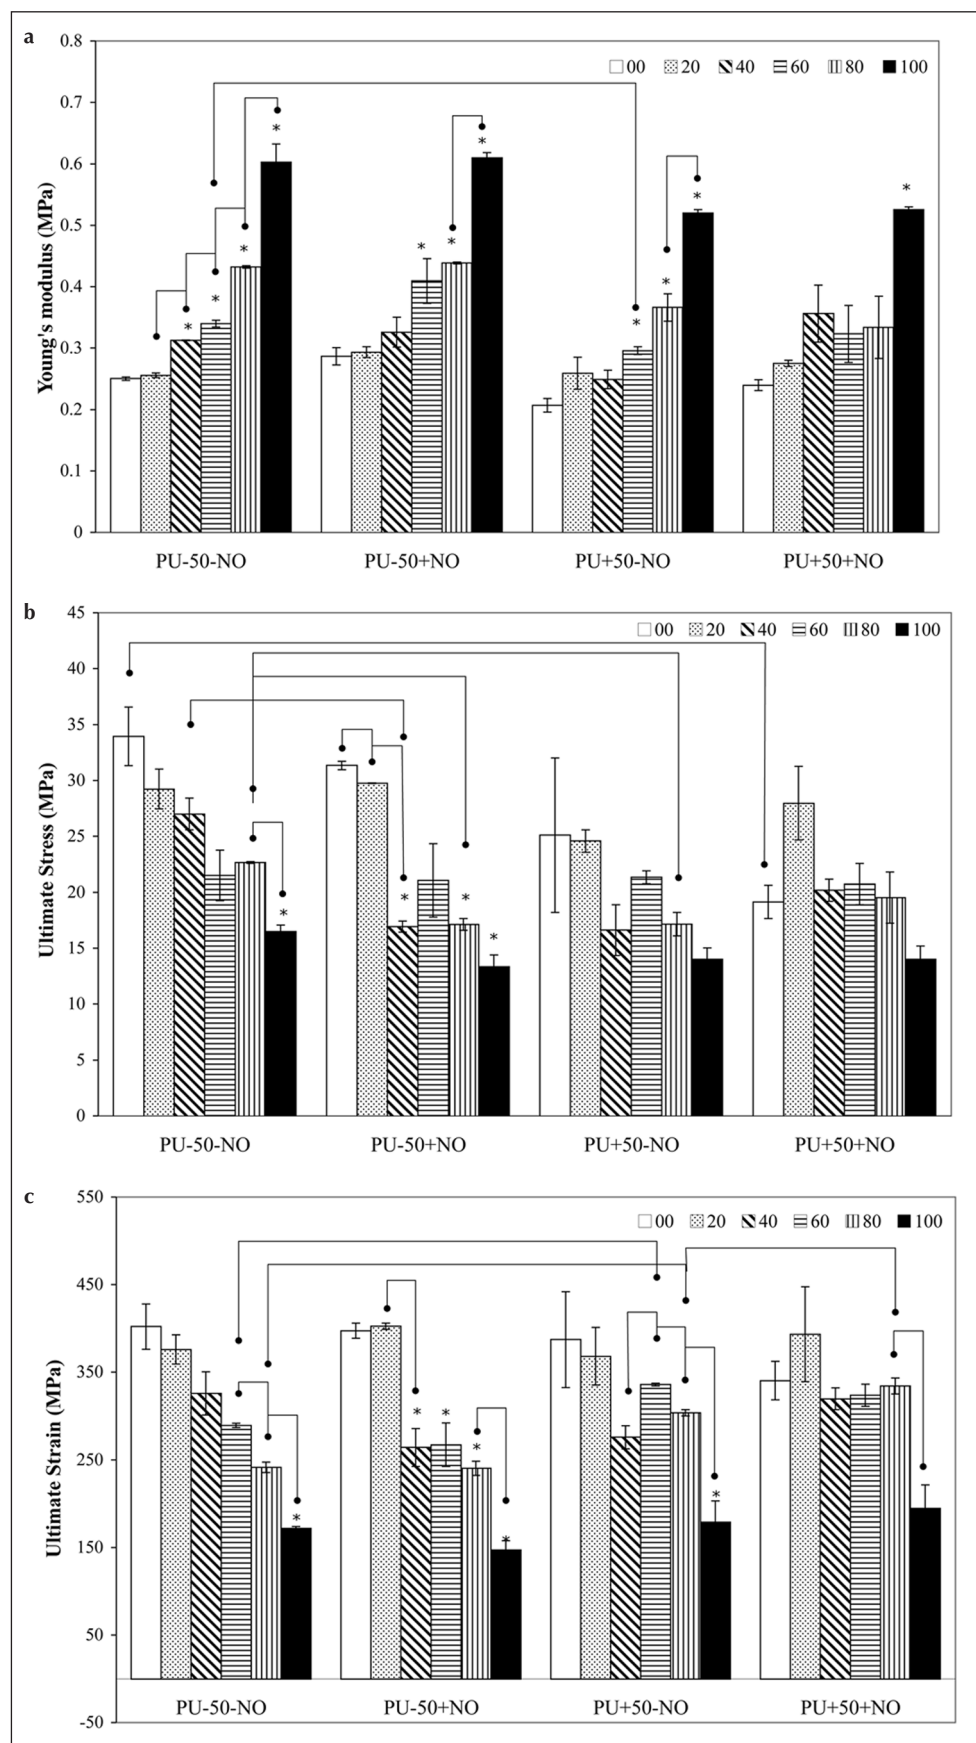 a
0.8
00 20 40 60 80 100
0.7
*
*
0.6
*
*
0.5
* * *
0.4
* *
* *
0.3
0.2
0.1
0
Young's modulus (MPa)
PU-50-NO PU-50+NO PU+50-NO PU+50+NO
b
45
00 20 40 60 80 100
40
35
30
25
20
* * *
*
15
10
5
0
Ultimate Stress (MPa)
PU-50-NO PU-50+NO PU+50-NO PU+50+NO
c
550
00 20 40 60 80 100
450
350
* *
*
250
* *
*
150
50
-50
Ultimate Strain (MPa)
PU-50-NO PU-50+NO PU+50-NO PU+50+NO